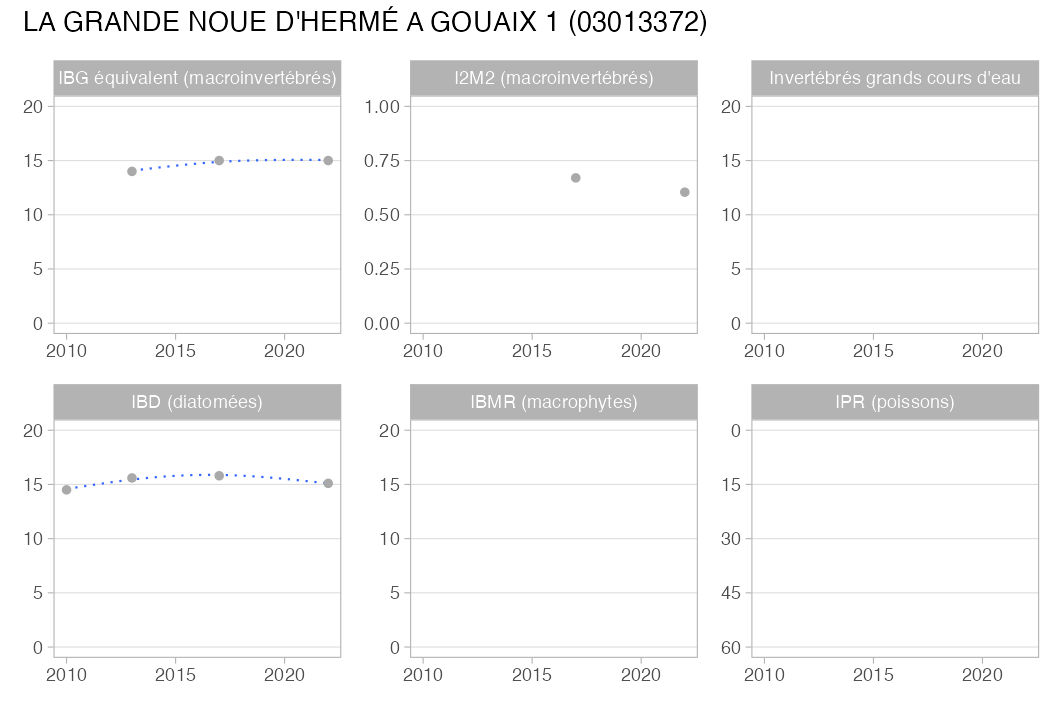 LA GRANDE NOUE D'HERMÉ A GOUAIX 1 (03013372)
IBG équivalent (macroinvertébrés)
20
15
10
5
0
2010 2015 2020
I2M2 (macroinvertébrés)
1.00
0.75
0.50
0.25
0.00
2010 2015 2020
Invertébrés grands cours d'eau
20
15
10
5
0
2010 2015 2020
IBD (diatomées)
20
15
10
5
0
2010 2015 2020
IBMR (macrophytes)
20
15
10
5
0
2010 2015 2020
IPR (poissons)
0
15
30
45
60
2010 2015 2020